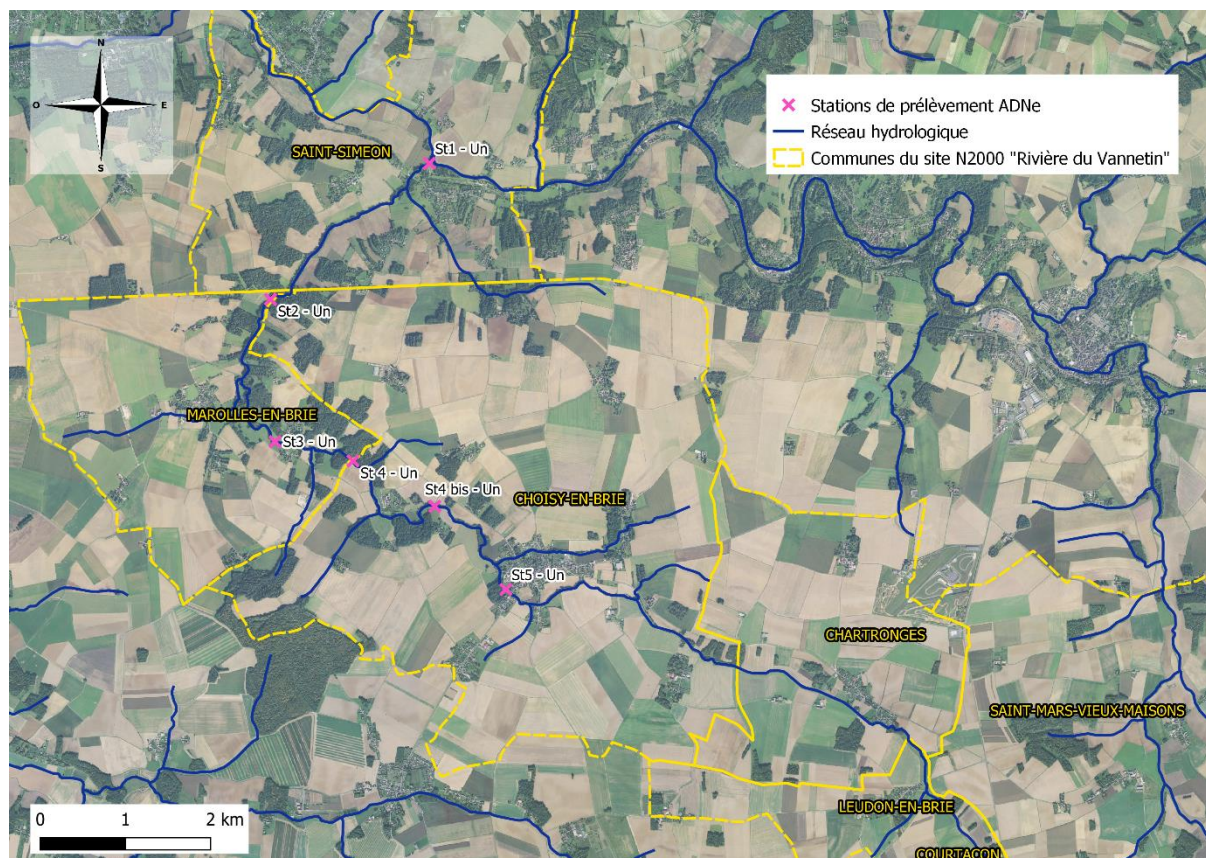 N
O
E
S
Stations de prélèvement ADNe
Réseau hydrologique
Communes du site N2000 "Rivière du Vannetin"
SAINT-SIMEON
St1 - Un
St2 - Un
MAROLLES-EN-BRIE
St3 - Un
St 4 - Un
St4 bis - Un
CHOISY-EN-BRIE
St5 - Un
CHARTRONGES
SAINT-MARS-VIEUX-MAISONS
LEUDON-EN-BRIE
COURTACON
0 1 2 km